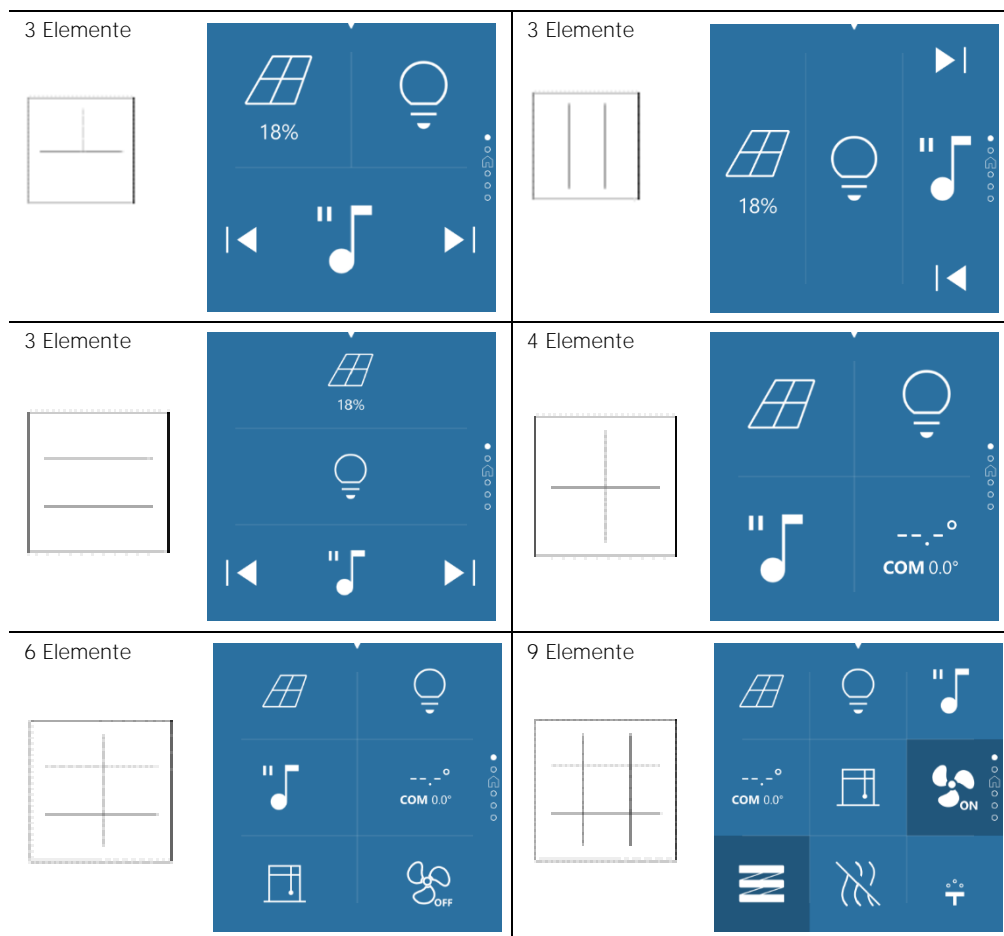 3 Elemente
18%
3 Elemente
18%
3 Elemente
18%
4 Elemente
--.-°
COM 0.0°
6 Elemente
--.-°
COM 0.0°
OFF
9 Elemente
--.-°
COM 0.0°
ON